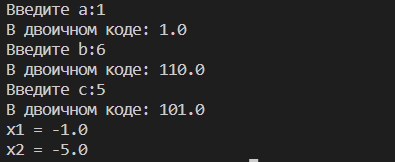 Введите a:1
В двоичном коде: 1.0
Введите b:6
В двоичном коде: 110.0
Введите c:5
В двоичном коде: 101.0
x1 = -1.0
x2 = -5.0